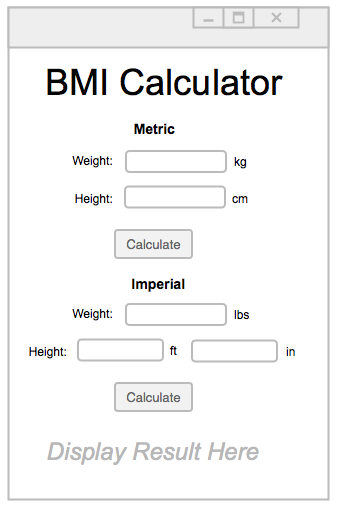 BMI Calculator
Metric
Weight: kg
Height: cm
Calculate
Imperial
Weight: lbs
Height: ft in
Calculate
Display Result Here